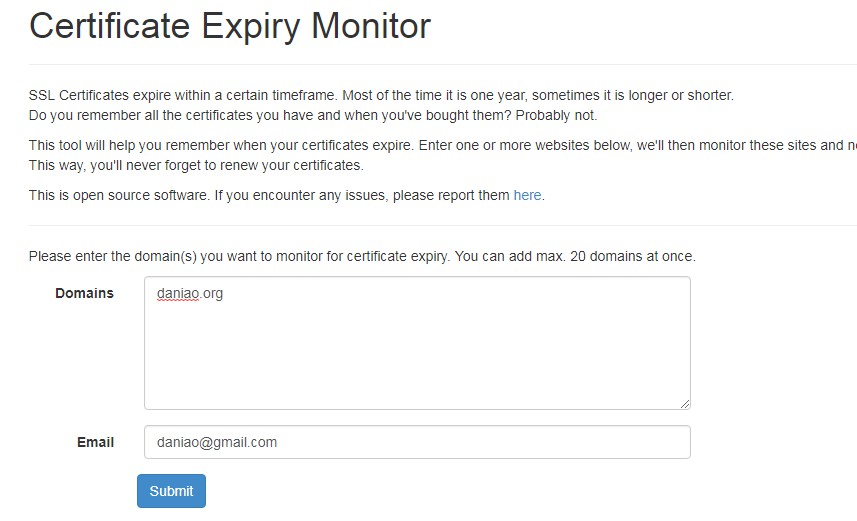 Certificate Expiry Monitor
SSL Certificates expire within a certain timeframe. Most of the time it is one year, sometimes it is longer or shorter.
Do you remember all the certificates you have and when you've bought them? Probably not.
This tool will help you remember when your certificates expire. Enter one or more websites below, we'll then monitor these sites and
This way, you'll never forget to renew your certificates.
This is open source software. If you encounter any issues, please report them here.
Please enter the domain(s) you want to monitor for certificate expiry. You can add max. 20 domains at once.
Domains
daniao.org
Email
daniao@gmail.com
Submit